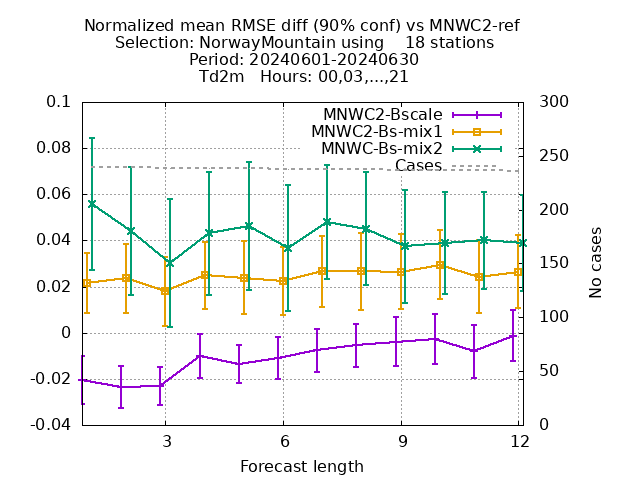 Normalized mean RMSE diff (90% conf) vs MNWC2-ref
Selection: NorwayMountain using 18 stations
Period: 20240601-20240630
Td2m Hours: 00,03,...,21
MNWC2-Bscale
MNWC2-Bs-mix1
MNWC-Bs-mix2
Cases
0.1
0.08
0.06
0.04
0.02
0
-0.02
-0.04
300
250
200
150
100
50
0
No cases
3 6 9 12
Forecast length